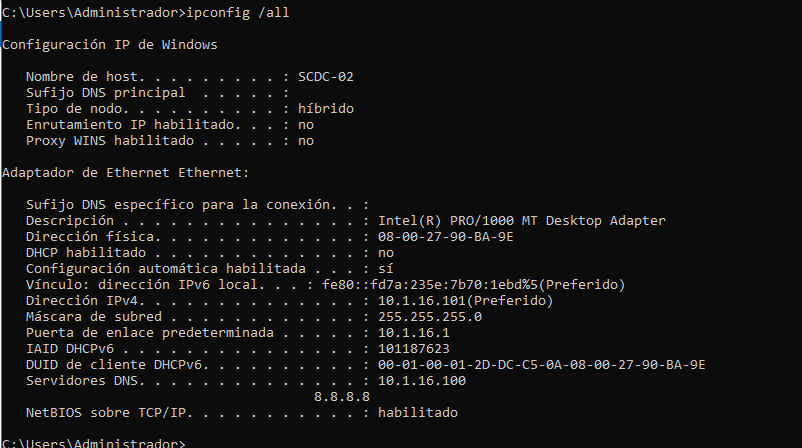 C:\Users\Administrador>ipconfig /all
Configuración IP de Windows
Nombre de host. . . . . . . . . : SCDC-02
Sufijo DNS principal  . . . . . :
Tipo de nodo. . . . . . . . . . : híbrido
Enrutamiento IP habilitado. . . : no
Proxy WINS habilitado . . . . . : no
Adaptador de Ethernet Ethernet:
Sufijo DNS específico para la conexión. . :
Descripción . . . . . . . . . . . . . . . : Intel(R) PRO/1000 MT Desktop Adapter
Dirección física. . . . . . . . . . . . . : 08-00-27-90-BA-9E
DHCP habilitado . . . . . . . . . . . . . : no
Configuración automática habilitada . . . : sí
Vínculo: dirección IPv6 local. . . : fe80::fd7a:235e:7b70:1ebd%5(Preferido)
Dirección IPv4. . . . . . . . . . . . . . : 10.1.16.101(Preferido)
Máscara de subred . . . . . . . . . . . . : 255.255.255.0
Puerta de enlace predeterminada . . . . . : 10.1.16.1
IAID DHCPv6 . . . . . . . . . . . . . . . : 101187623
DUID de cliente DHCPv6. . . . . . . . . . : 00-01-00-01-2D-DC-C5-0A-08-00-27-90-BA-9E
Servidores DNS. . . . . . . . . . . . . . : 10.1.16.100
8.8.8.8
NetBIOS sobre TCP/IP. . . . . . . . . . . : habilitado
C:\Users\Administrador>